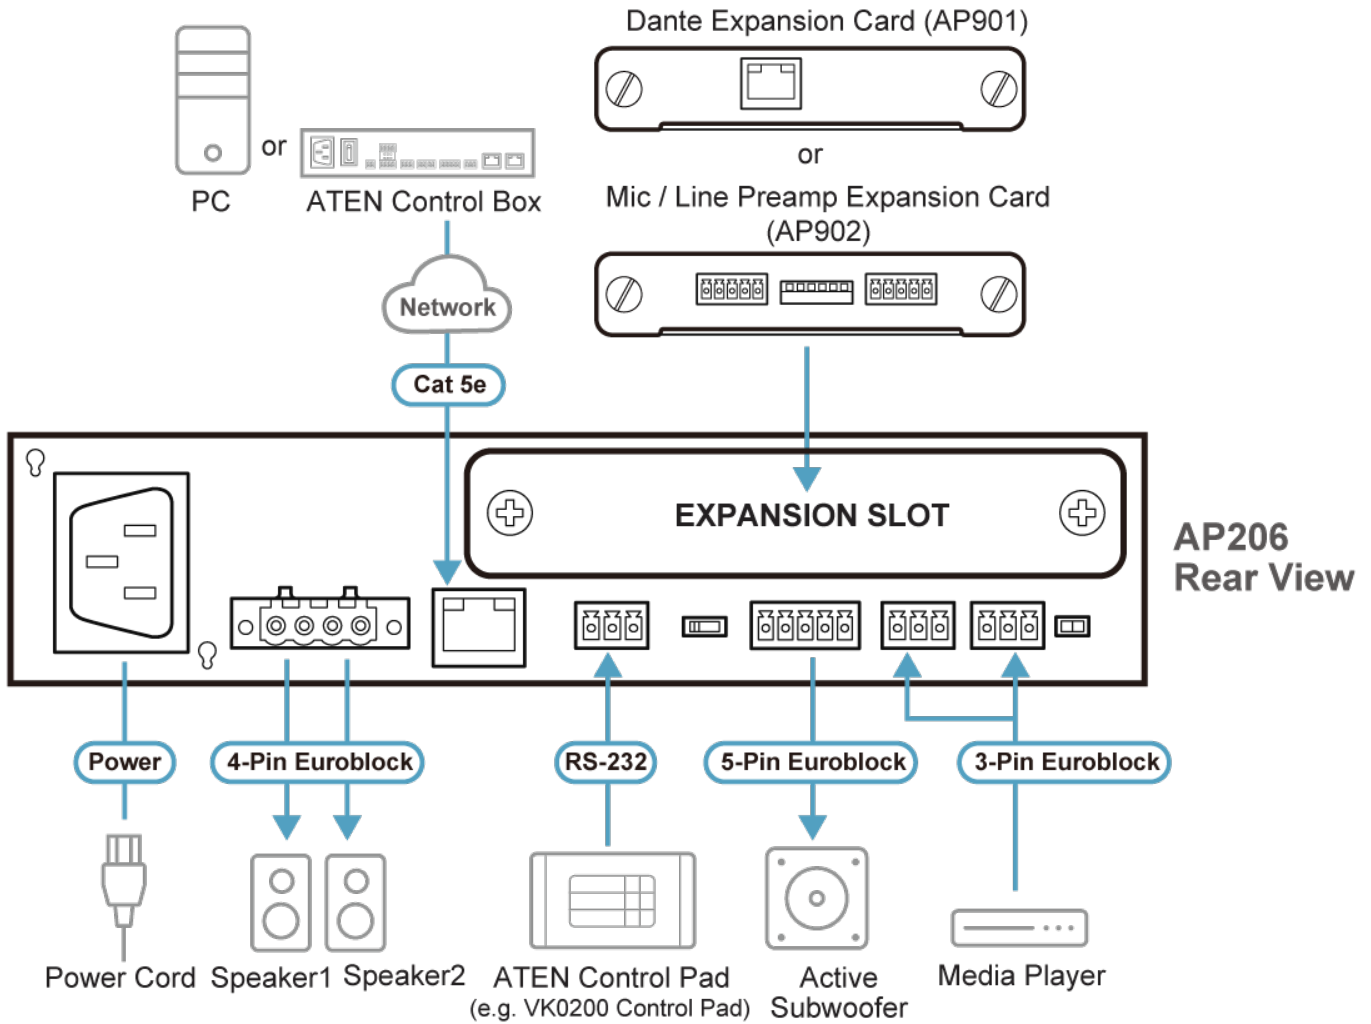 Dante Expansion Card (AP901)
or
PC
ATEN Control Box
or
Mic / Line Preamp Expansion Card
(AP902)
Network
Cat 5e
EXPANSION SLOT
AP206
Rear View
Power
4-Pin Euroblock
RS-232
5-Pin Euroblock
3-Pin Euroblock
Power Cord
Speaker1
Speaker2
ATEN Control Pad
(e.g. VK0200 Control Pad)
Active
Subwoofer
Media Player